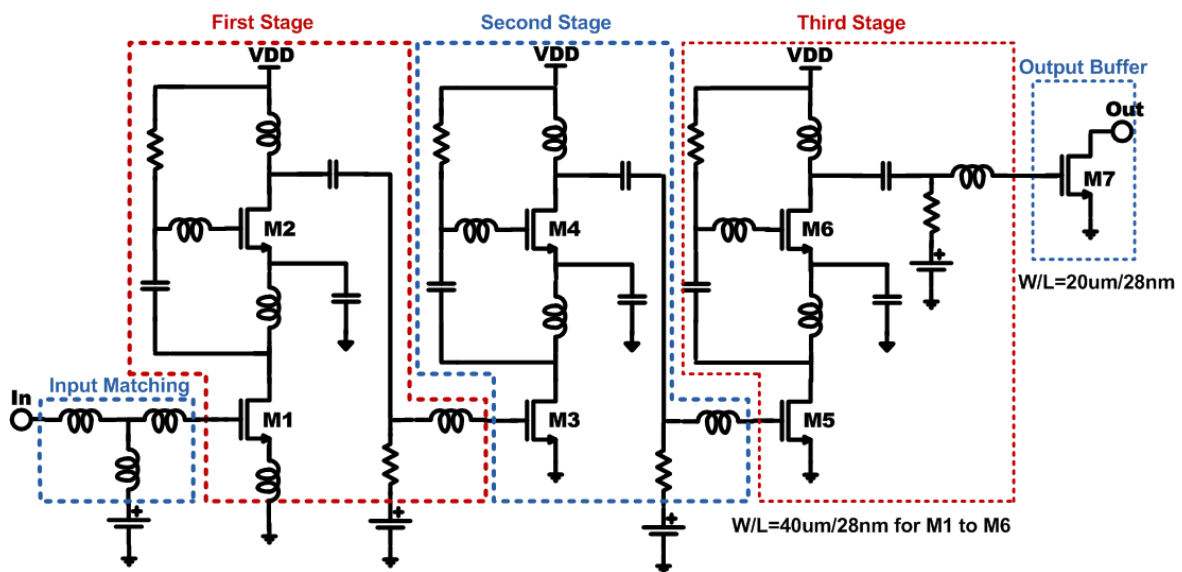 First Stage
Second Stage
Third Stage
VDD
VDD
VDD
Output Buffer
Out
M7
M2
M4
M6
W/L=20um/28nm
Input Matching
In
M1
M3
M5
+
+
+
+
W/L=40um/28nm for M1 to M6